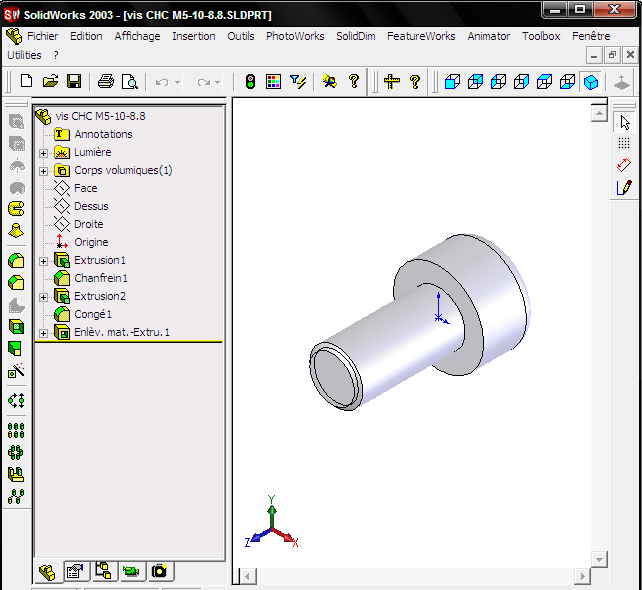 SolidWorks 2003 - [vis CHC M5-10-8.8.SLDPRT]
Fichier Edition Affichage Insertion Outils PhotoWorks SolidDim FeatureWorks Animator Toolbox Fenêtre
Utilities ?
vis CHC M5-10-8.8
Annotations
Lumière
Corps volumiques(1)
Face
Dessus
Droite
Origine
Extrusion1
Chanfrein1
Extrusion2
Congé1
Enlèv. mat.-Extru.1
Y
Z X